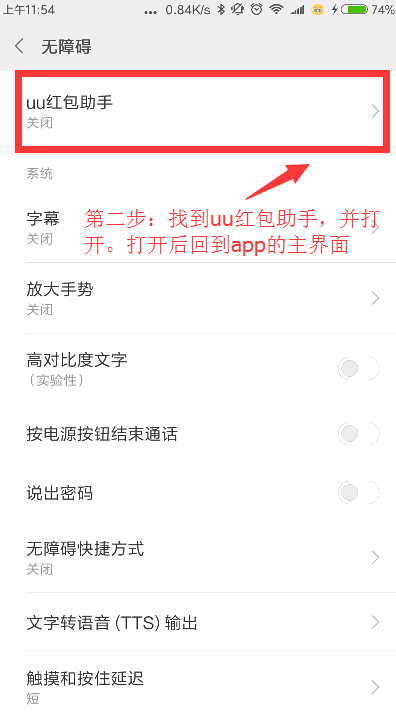 上午11:54 ... 0.84K/s 74%
无障碍
uu红包助手
关闭
系统
字幕
关闭
第二步：找到uu红包助手，并打
开。打开后回到app的主界面
放大手势
关闭
高对比度文字
（实验性）
按电源按钮结束通话
说出密码
无障碍快捷方式
关闭
文字转语音 (TTS) 输出
触摸和按住延迟
短